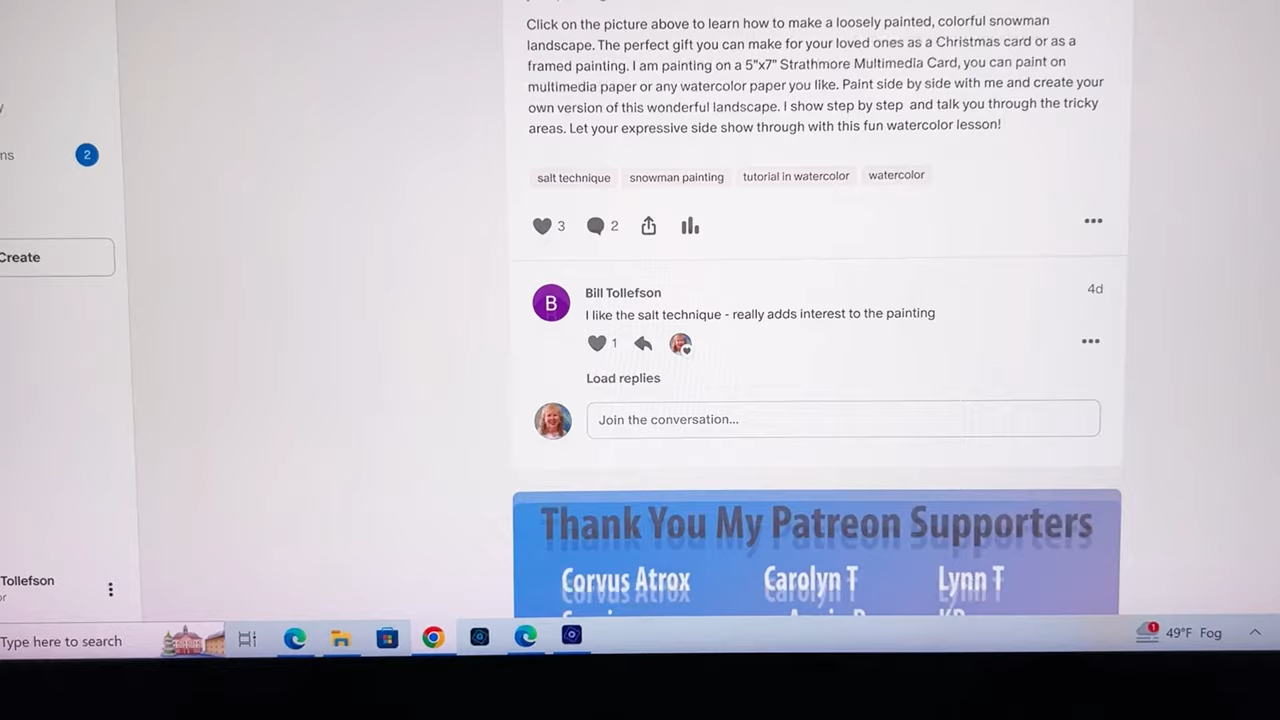 Click on the picture above to learn how to make a loosely painted, colorful snowman
landscape. The perfect gift you can make for your loved ones as a Christmas card or as a
framed painting. I am painting on a 5"x7" Strathmore Multimedia Card, you can paint on
multimedia paper or any watercolor paper you like. Paint side by side with me and create your
own version of this wonderful landscape. I show step by step and talk you through the tricky
areas. Let your expressive side show through with this fun watercolor lesson!
ns 2
salt technique snowman painting tutorial in watercolor watercolor
3 2
Create
B Bill Tollefson 4d
I like the salt technique - really adds interest to the painting
1
Load replies
Join the conversation...
Thank You My Patreon Supporters
Corvus Atrox Carolyn T Lynn T
Tollefson
or
Type here to search
1 49°F Fog